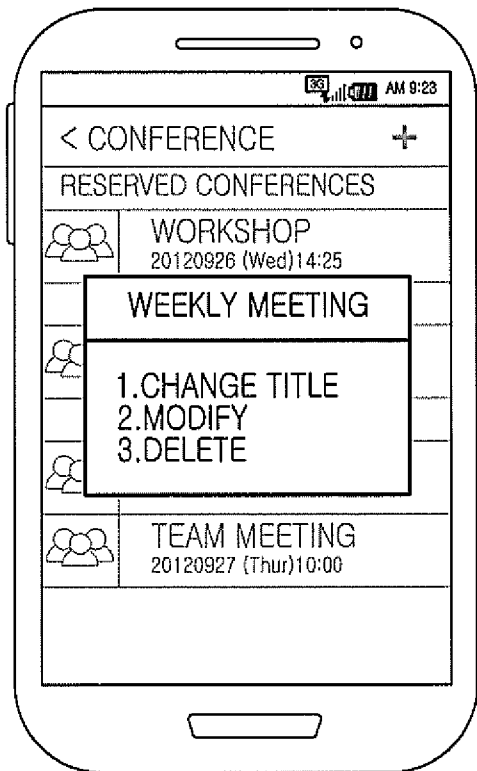 3G AM 9:23
< CONFERENCE +
RESERVED CONFERENCES
WORKSHOP
20120926 (Wed)14:25
WEEKLY MEETING
1.CHANGE TITLE
2.MODIFY
3.DELETE
TEAM MEETING
20120927 (Thur)10:00